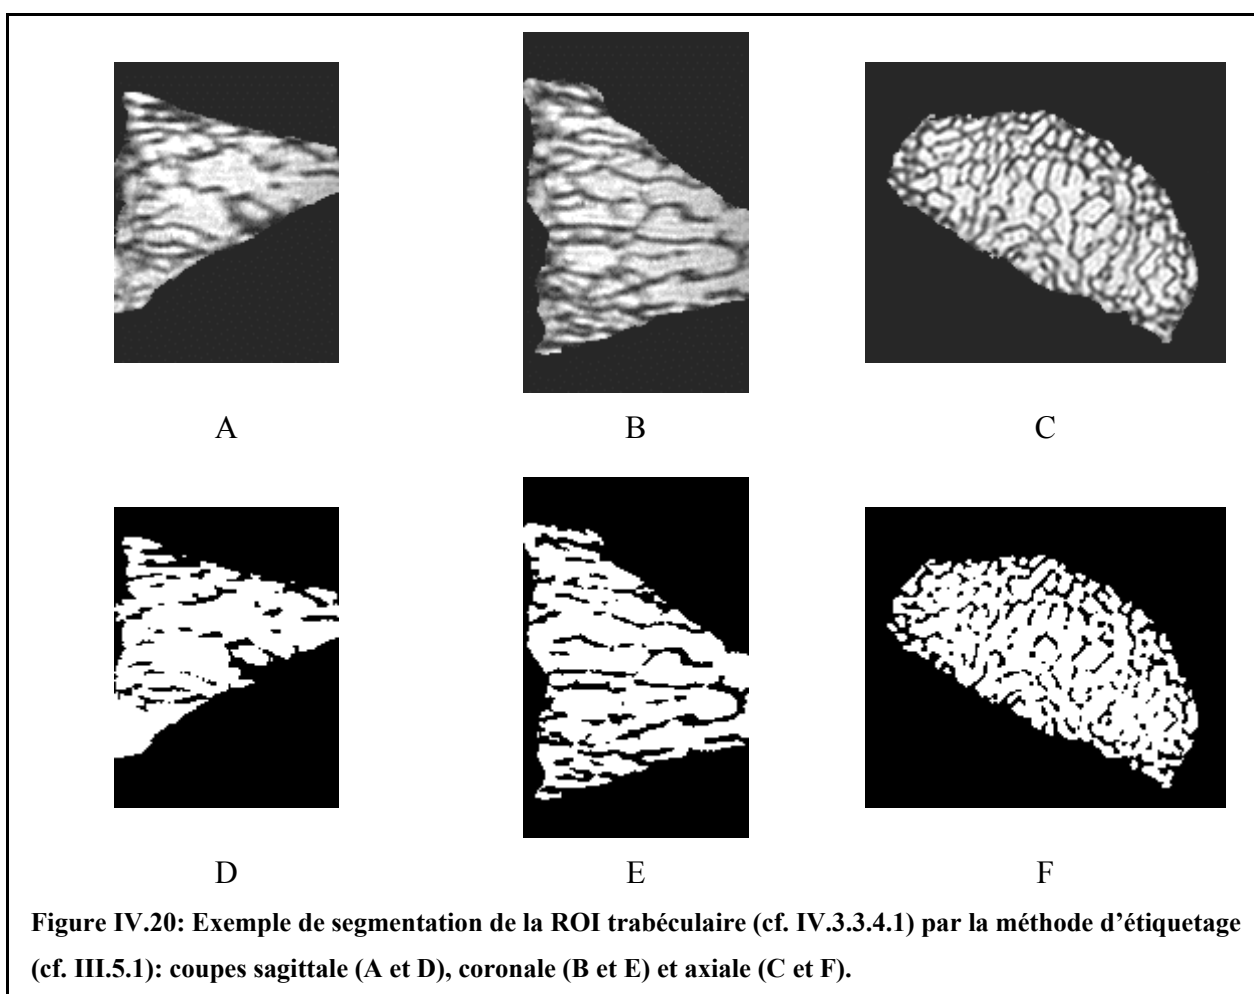 A
B
C
D
E
F
Figure IV.20: Exemple de segmentation de la ROI trabéculaire (cf. IV.3.3.4.1) par la méthode d’étiquetage
(cf. III.5.1): coupes sagittale (A et D), coronale (B et E) et axiale (C et F).